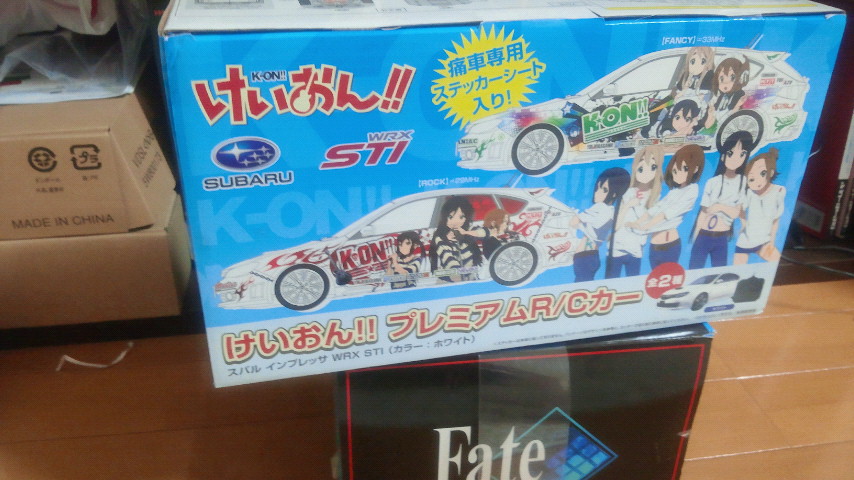 K-ON!!
けいおん!!
痛車専用
ステッカーシート
入り!
[FANCY]=33MHz
K-ON!!
SUBARU
WRX
STI
K-ON!!
K-ON!!
全2種
けいおん!! プレミアムR/Cカー
スバル インプレッサ WRX STI (カラー:ホワイト)
MADE IN CHINA
Fate